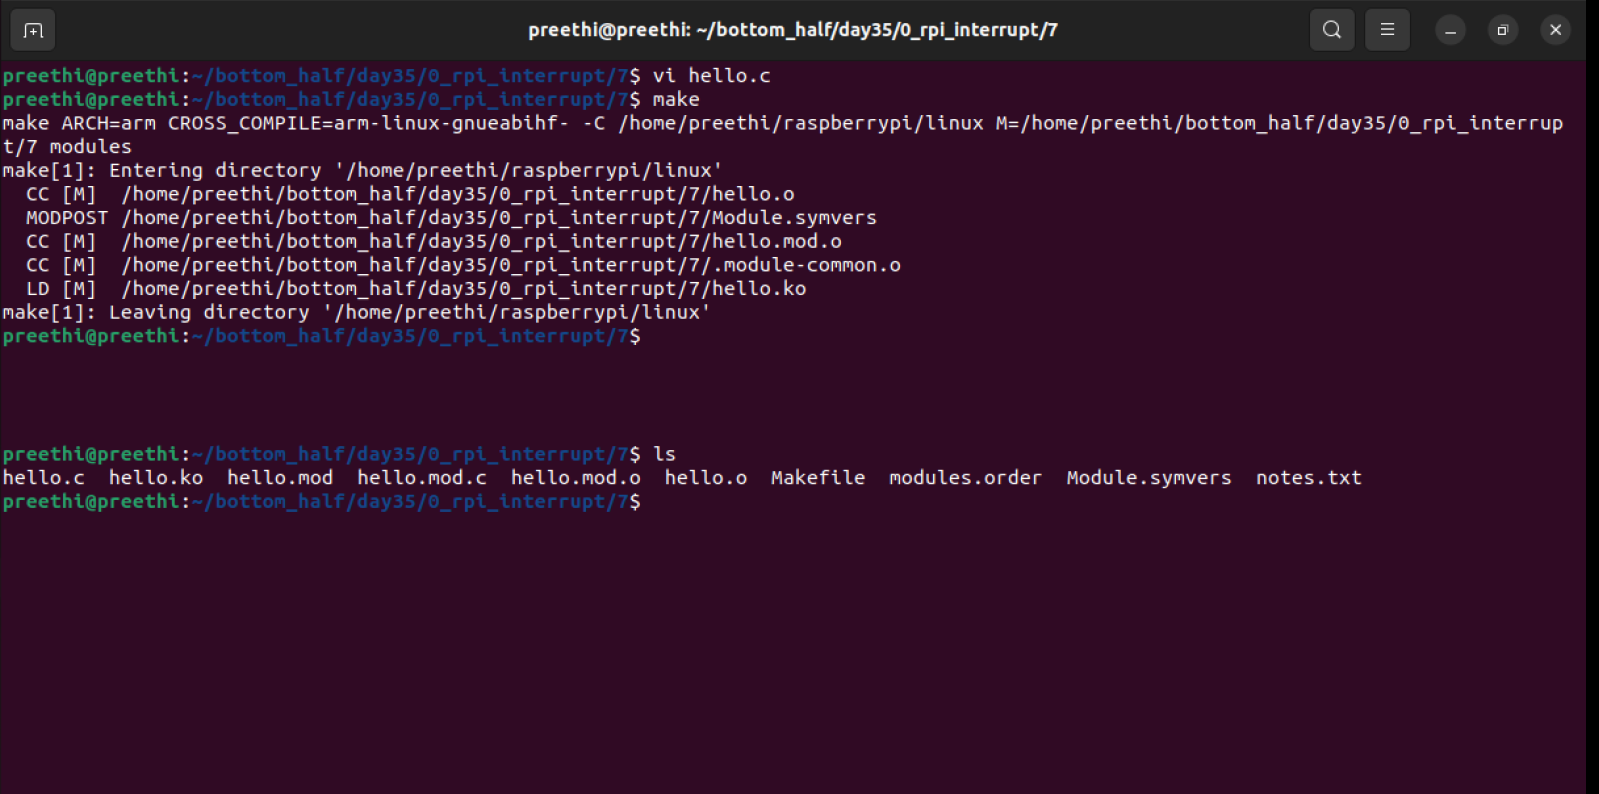 preethi@preethi: ~/bottom_half/day35/0_rpi_interrupt/7
preethi@preethi:~/bottom_half/day35/0_rpi_interrupt/7$ vi hello.c
preethi@preethi:~/bottom_half/day35/0_rpi_interrupt/7$ make
make ARCH=arm CROSS_COMPILE=arm-linux-gnueabihf- -C /home/preethi/raspberrypi/linux M=/home/preethi/bottom_half/day35/0_rpi_interrup
t/7 modules
make[1]: Entering directory '/home/preethi/raspberrypi/linux'
  CC [M]  /home/preethi/bottom_half/day35/0_rpi_interrupt/7/hello.o
  MODPOST /home/preethi/bottom_half/day35/0_rpi_interrupt/7/Module.symvers
  CC [M]  /home/preethi/bottom_half/day35/0_rpi_interrupt/7/hello.mod.o
  CC [M]  /home/preethi/bottom_half/day35/0_rpi_interrupt/7/.module-common.o
  LD [M]  /home/preethi/bottom_half/day35/0_rpi_interrupt/7/hello.ko
make[1]: Leaving directory '/home/preethi/raspberrypi/linux'
preethi@preethi:~/bottom_half/day35/0_rpi_interrupt/7$
preethi@preethi:~/bottom_half/day35/0_rpi_interrupt/7$ ls
hello.c  hello.ko  hello.mod  hello.mod.c  hello.mod.o  hello.o  Makefile  modules.order  Module.symvers  notes.txt
preethi@preethi:~/bottom_half/day35/0_rpi_interrupt/7$